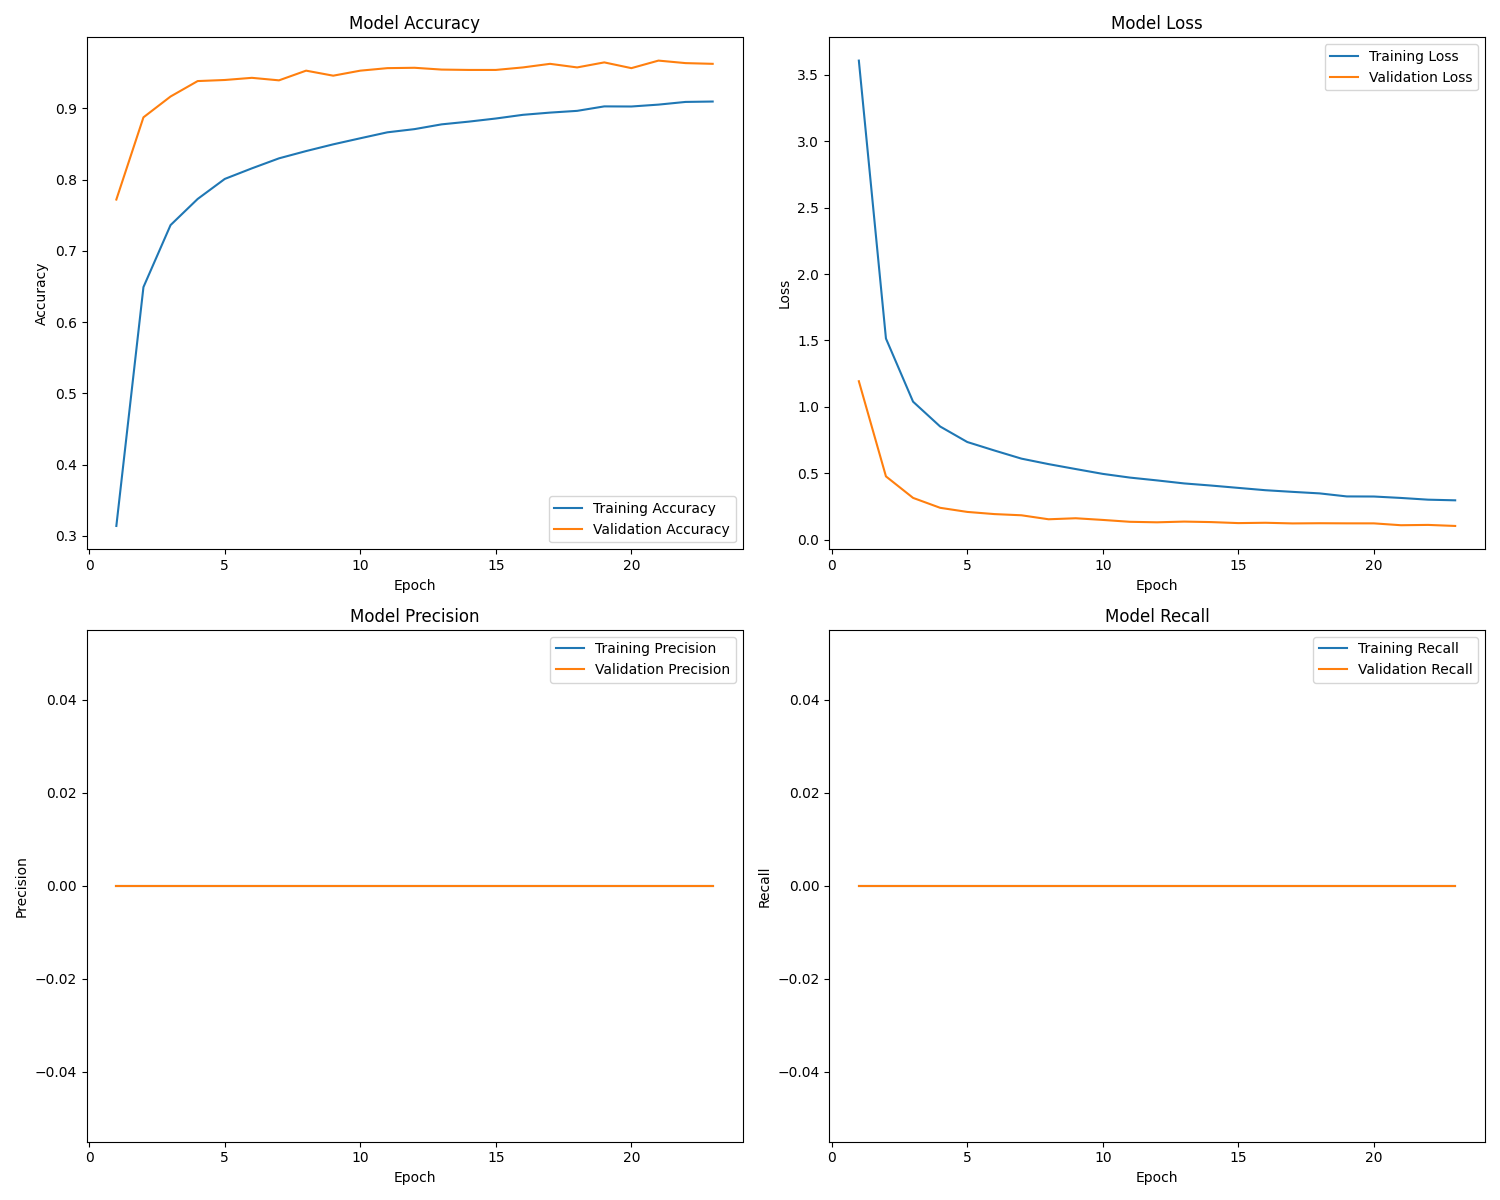 Model Accuracy
0.9
0.8
0.7
0.6
0.5
0.4
0.3
Accuracy
Training Accuracy
Validation Accuracy
0 5 10 15 20
Epoch
Model Loss
Training Loss
Validation Loss
3.5
3.0
2.5
2.0
1.5
1.0
0.5
0.0
Loss
0 5 10 15 20
Epoch
Model Precision
Training Precision
Validation Precision
0.04
0.02
0.00
−0.02
−0.04
Precision
0 5 10 15 20
Epoch
Model Recall
Training Recall
Validation Recall
0.04
0.02
0.00
−0.02
−0.04
Recall
0 5 10 15 20
Epoch